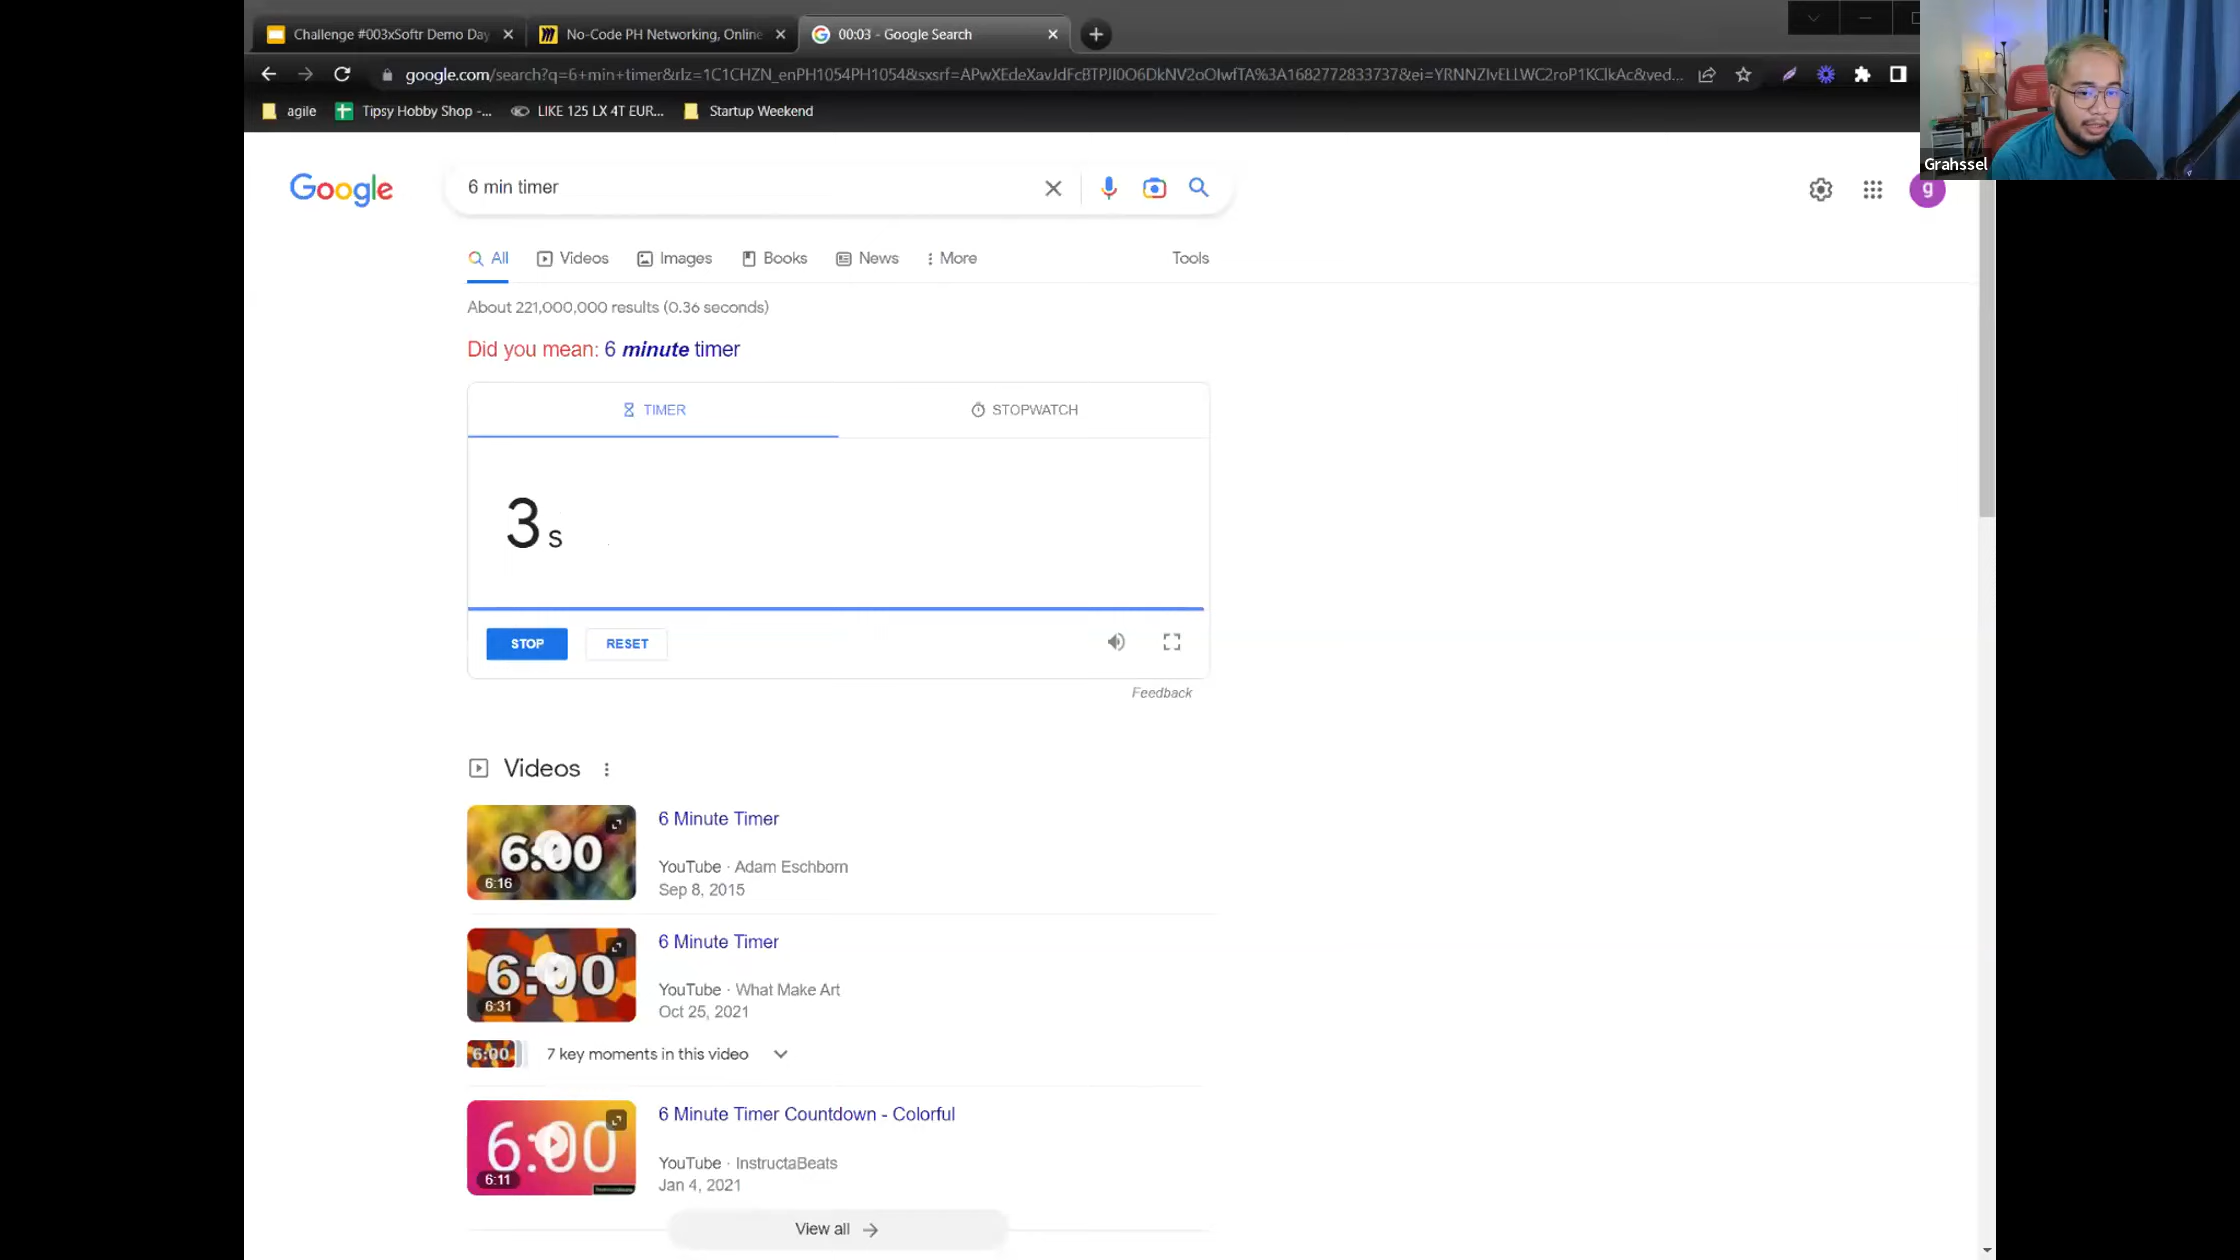 Challenge #003xSoftr Demo Day
No-Code PH Networking, Online
00:03 - Google Search
google.com/search?q=6+min+timer&rlz=1C1CHZN_enPH1054PH1054&sxsrf=
agile
Tipsy Hobby Shop -...
LIKE 125 LX 4T EUR...
Startup Weekend
Grahssel
Google
6 min timer
g
All
Videos
Images
Books
News
More
Tools
About 221,000,000 results (0.36 seconds)
Did you mean: 6 minute timer
TIMER
STOPWATCH
3 s
STOP
RESET
Feedback
Videos
6:00
6:16
6 Minute Timer
YouTube · Adam Eschborn
Sep 8, 2015
6:00
6:31
6 Minute Timer
YouTube · What Make Art
Oct 25, 2021
6:00
7 key moments in this video
6:00
6:11
6 Minute Timer Countdown - Colorful
YouTube · InstructaBeats
Jan 4, 2021
View all